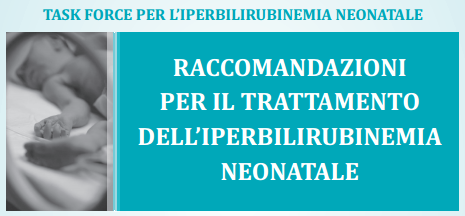 TASK FORCE PER L'IPERBILIRUBINEMIA NEONATALE
RACCOMANDAZIONI
PER IL TRATTAMENTO
DELL'IPERBILIRUBINEMIA
NEONATALE